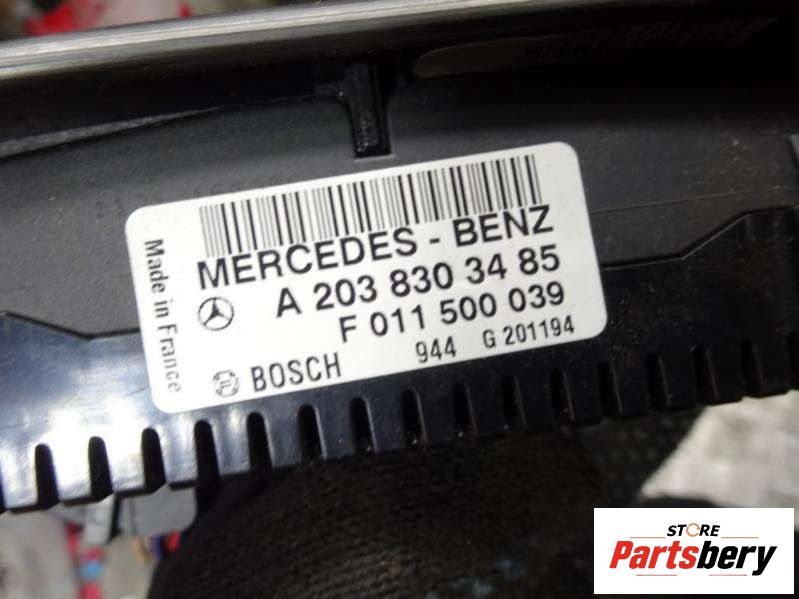 MERCEDES - BENZ
A 203 830 34 85
F 011 500 039
BOSCH 944 G 201194
Made in France
STORE
Partsbery